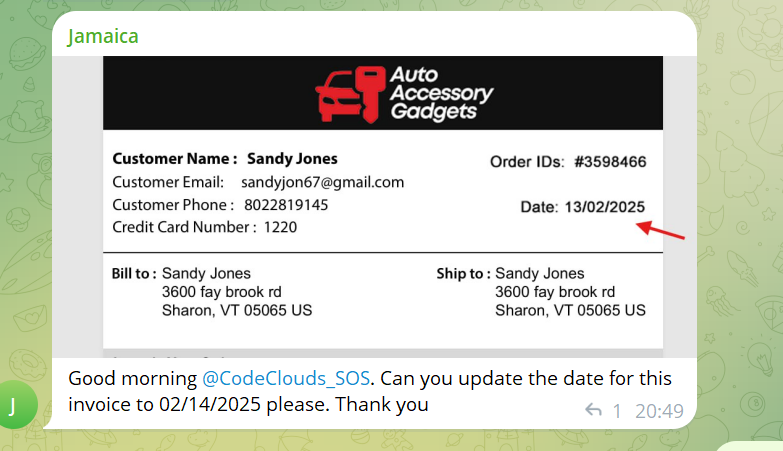 Jamaica
Auto
Accessory
Gadgets
Customer Name : Sandy Jones
Customer Email: sandyjon67@gmail.com
Customer Phone : 8022819145
Credit Card Number : 1220
Order IDs: #3598466
Date: 13/02/2025
Bill to : Sandy Jones
3600 fay brook rd
Sharon, VT 05065 US
Ship to : Sandy Jones
3600 fay brook rd
Sharon, VT 05065 US
Good morning @CodeClouds_SOS. Can you update the date for this
invoice to 02/14/2025 please. Thank you
1 20:49
J